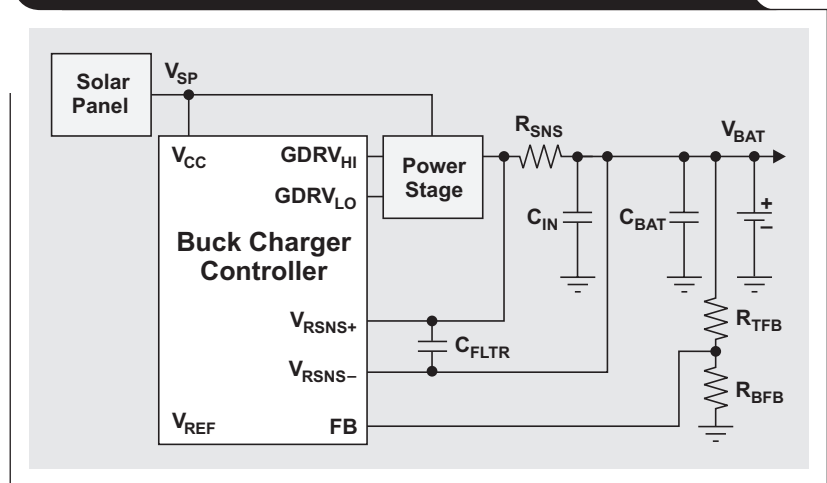 Solar
Panel
V_SP
V_CC
GDRV_HI
GDRV_LO
Power
Stage
R_SNS
V_BAT
C_IN
C_BAT
+
–
Buck Charger
Controller
V_RSNS+
C_FLTR
V_RSNS–
R_TFB
R_BFB
V_REF
FB